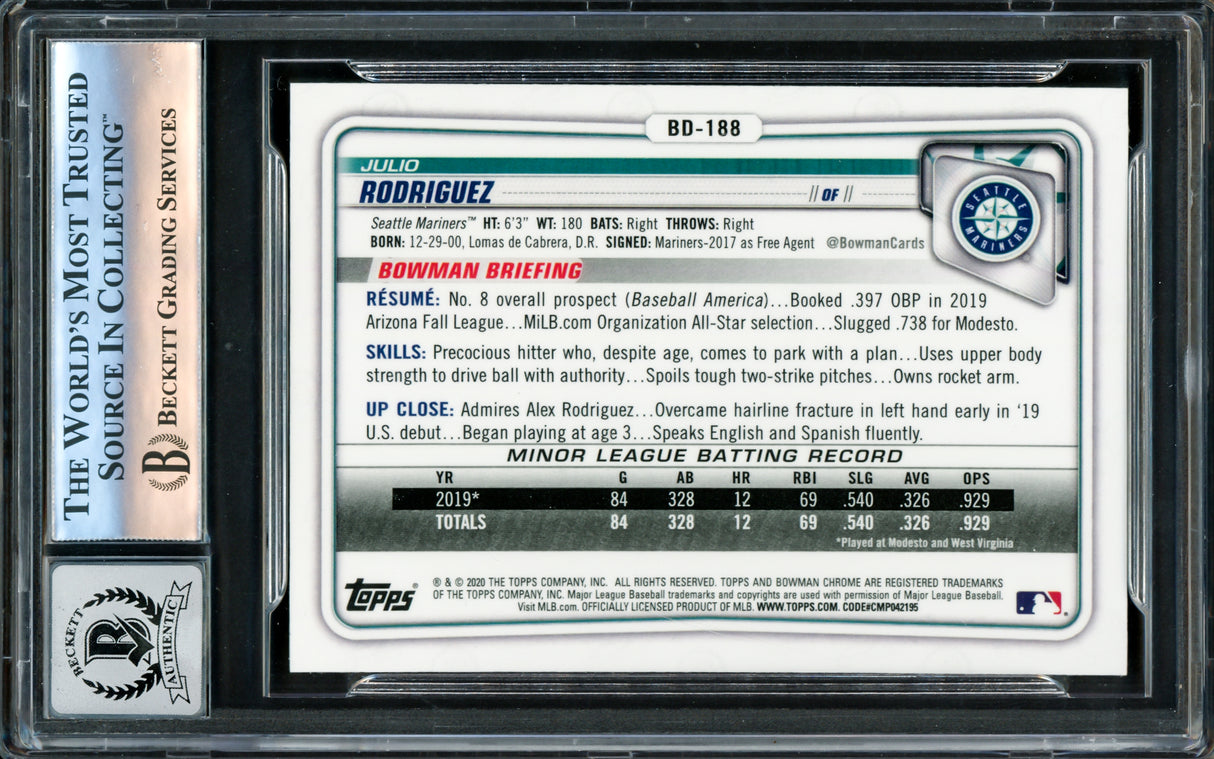 THE WORLD'S MOST TRUSTED
SOURCE IN COLLECTING™
BECKETT GRADING SERVICES
B
BECKETT
BV
AUTHENTIC
BD-188
JULIO
RODRIGUEZ // OF //
SEATTLE
MARINERS
Seattle Mariners™ HT: 6'3" WT: 180 BATS: Right THROWS: Right
BORN: 12-29-00, Lomas de Cabrera, D.R. SIGNED: Mariners-2017 as Free Agent @BowmanCards
BOWMAN BRIEFING
RÉSUMÉ: No. 8 overall prospect (Baseball America)...Booked .397 OBP in 2019
Arizona Fall League...MiLB.com Organization All-Star selection...Slugged .738 for Modesto.
SKILLS: Precocious hitter who, despite age, comes to park with a plan...Uses upper body
strength to drive ball with authority...Spoils tough two-strike pitches...Owns rocket arm.
UP CLOSE: Admires Alex Rodriguez...Overcame hairline fracture in left hand early in '19
U.S. debut...Began playing at age 3...Speaks English and Spanish fluently.
MINOR LEAGUE BATTING RECORD
YR G AB HR RBI SLG AVG OPS
2019* 84 328 12 69 .540 .326 .929
TOTALS 84 328 12 69 .540 .326 .929
*Played at Modesto and West Virginia
Topps®
® & © 2020 THE TOPPS COMPANY, INC. ALL RIGHTS RESERVED. TOPPS AND BOWMAN CHROME ARE REGISTERED TRADEMARKS
OF THE TOPPS COMPANY, INC. Major League Baseball trademarks and copyrights are used with permission of Major League Baseball.
Visit MLB.com. OFFICIALLY LICENSED PRODUCT OF MLB. WWW.TOPPS.COM. CODE#CMP042195